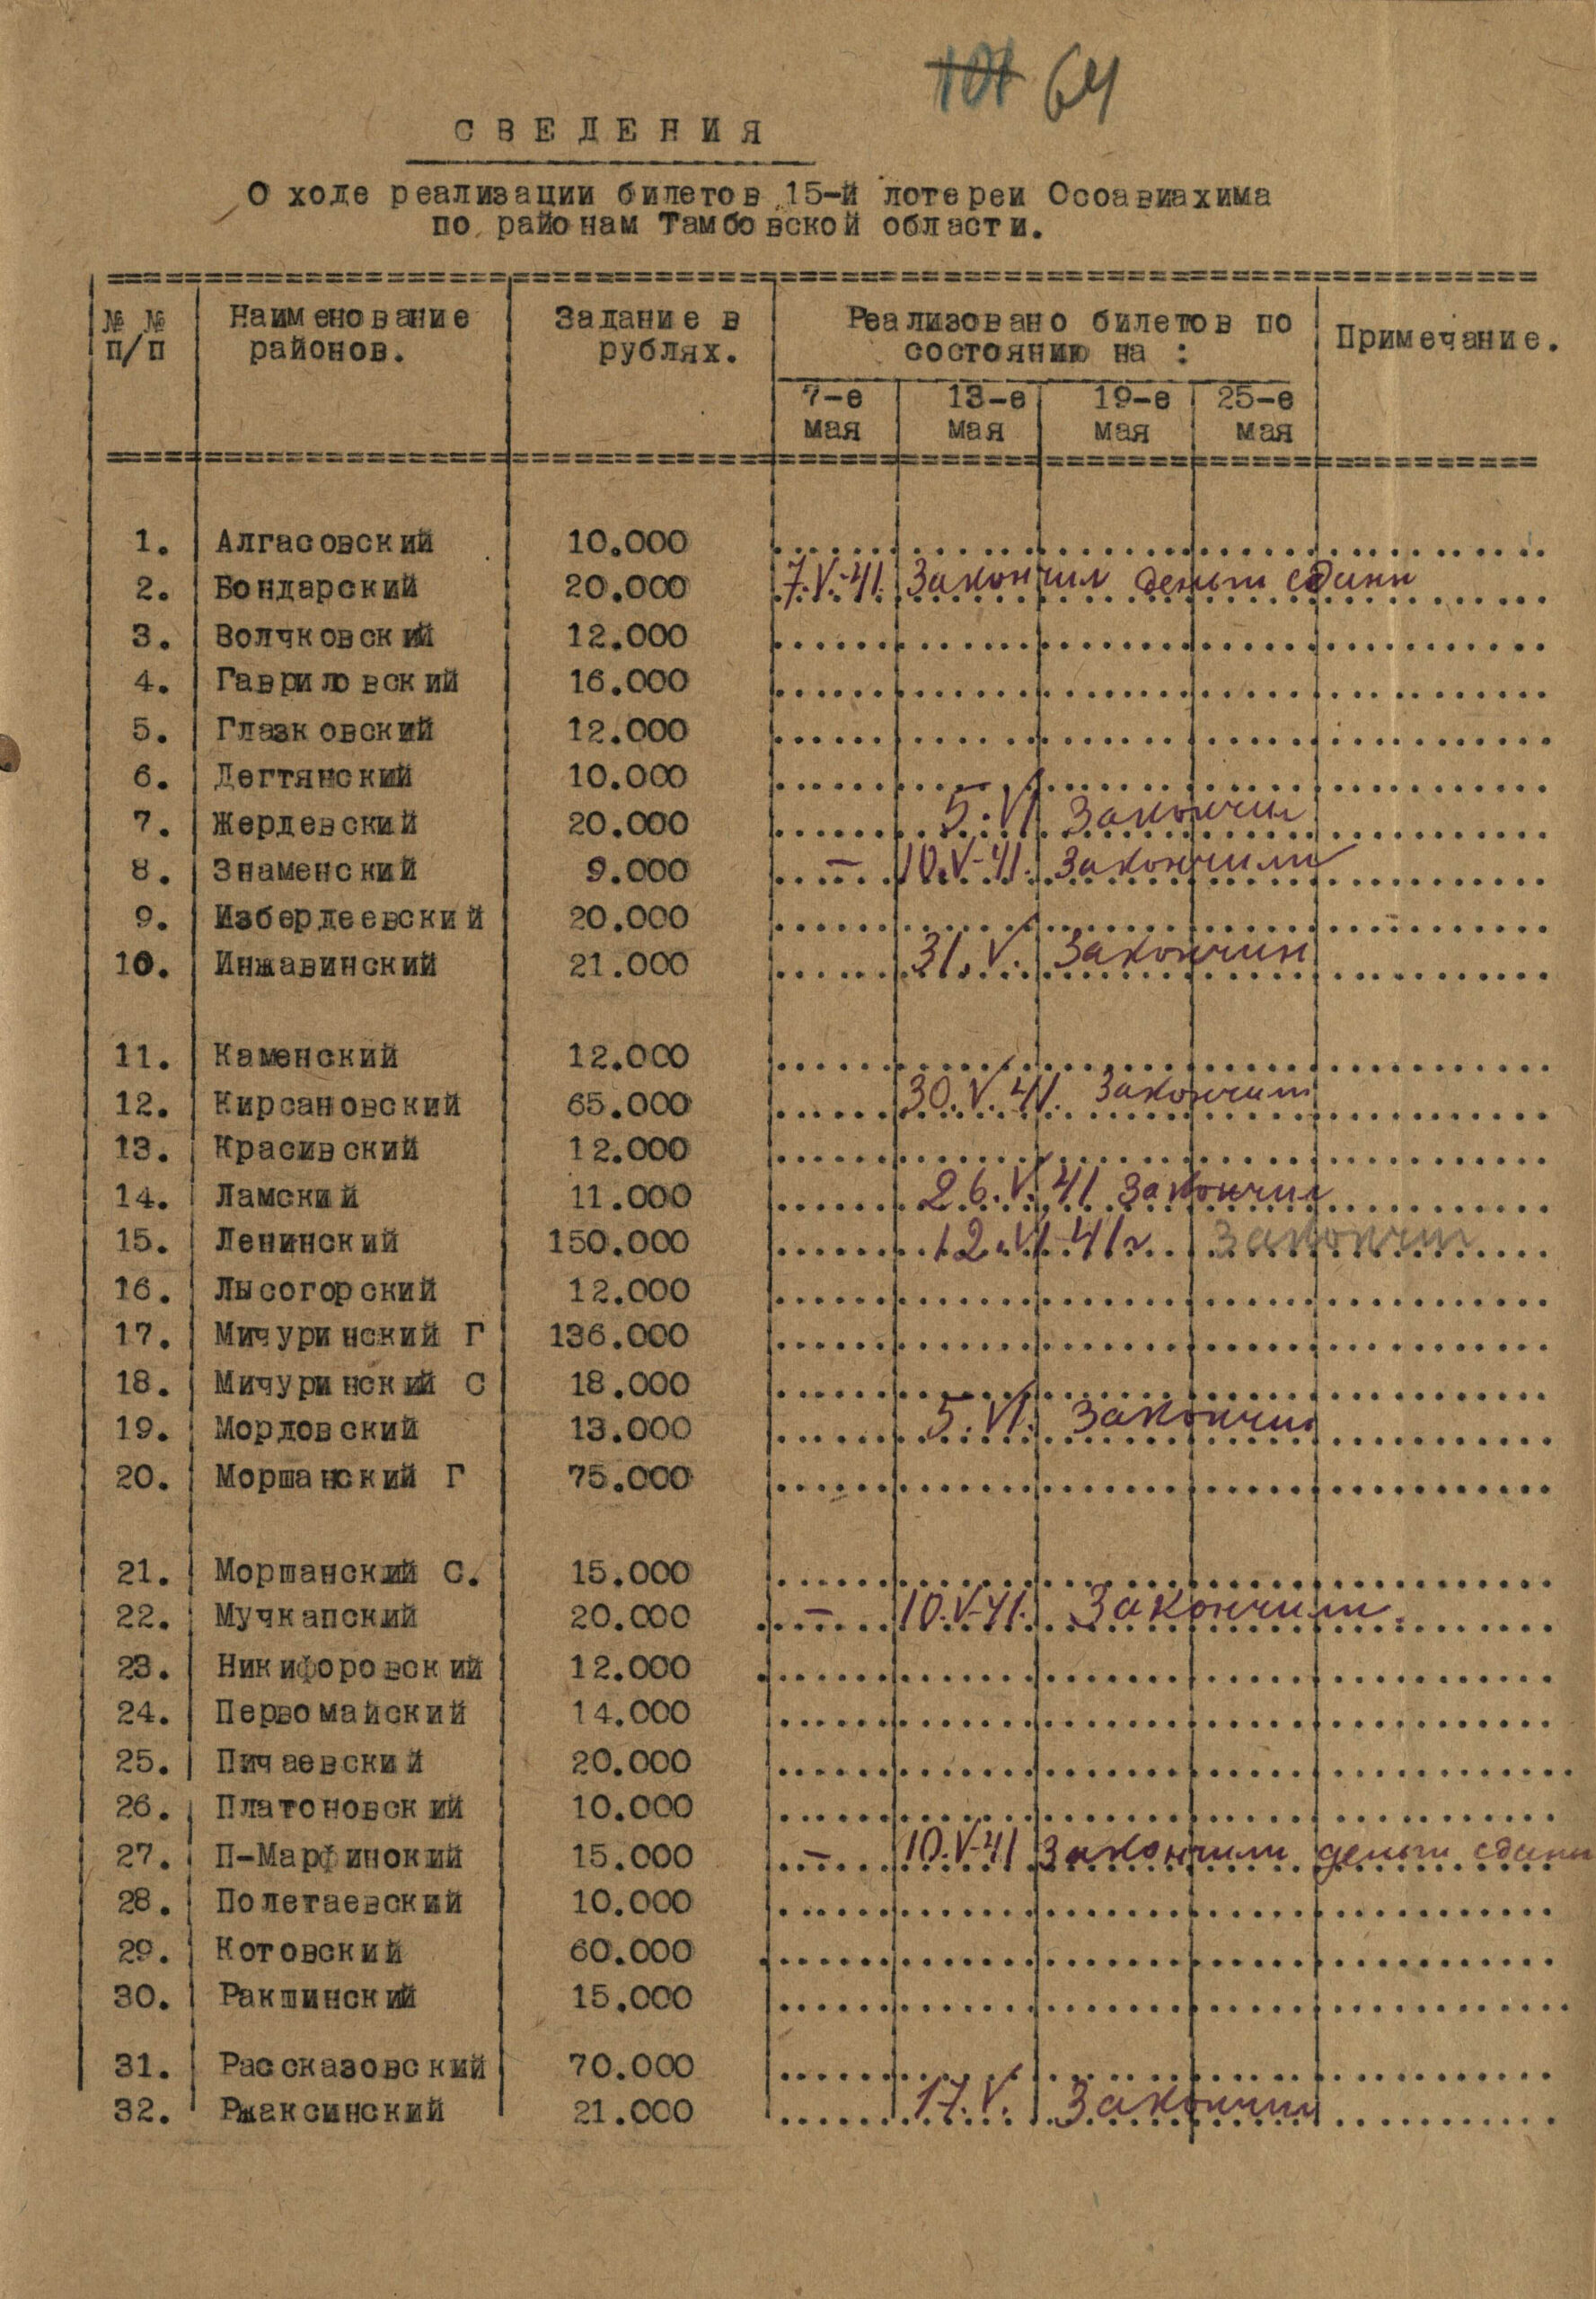 101 64
СВЕДЕНИЯ
О ходе реализации билетов 15-й лотереи Осоавиахима
по районам Тамбовской области.
№ № п/п Наименование районов. Задание в рублях. Реализовано билетов по состоянию на : Примечание.
7-е мая 13-е мая 19-е мая 25-е мая
1. Алгасовский 10.000
2. Бондарский 20.000 7.V.-41. Закончил деньги сданы
3. Волчковский 12.000
4. Гавриловский 16.000
5. Глазковский 12.000
6. Дегтянский 10.000
7. Жердевский 20.000 5.VI Закончил
8. Знаменский 9.000 – 10.V-41. Закончили
9. Избердеевский 20.000
10. Инжавинский 21.000 31.V. Закончил
11. Каменский 12.000
12. Кирсановский 65.000 30.V.41. Закончил
13. Красивский 12.000
14. Ламский 11.000 26.V.41 Закончил
15. Ленинский 150.000 12.VI-41г Закончил
16. Лысогорский 12.000
17. Мичуринский Г 136.000
18. Мичуринский С 18.000
19. Мордовский 13.000 5.VI. Закончил
20. Моршанский Г 75.000
21. Моршанский С. 15.000
22. Мучкапский 20.000 – 10.V-41. Закончили.
23. Никифоровский 12.000
24. Первомайский 14.000
25. Пичаевский 20.000
26. Платоновский 10.000
27. П-Марфинский 15.000 – 10.V-41 Закончили деньги сданы
28. Полетаевский 10.000
29. Котовский 60.000
30. Ракшинский 15.000
31. Рассказовский 70.000
32. Ржаксинский 21.000 17.V. Закончил